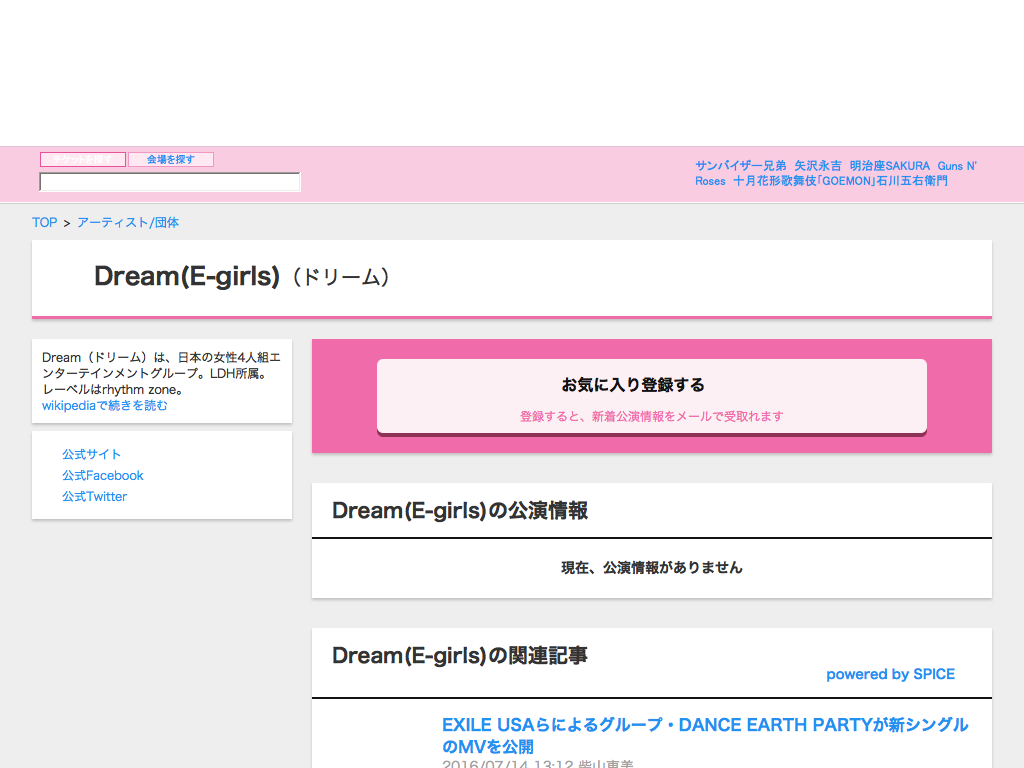 チケットを探す 会場を探す
サンバイザー兄弟 矢沢永吉 明治座SAKURA Guns N'
Roses 十月花形歌舞伎「GOEMON」石川五右衛門
TOP > アーティスト/団体
Dream(E-girls)（ドリーム）
Dream（ドリーム）は、日本の女性4人組エ
ンターテインメントグループ。LDH所属。
レーベルはrhythm zone。
wikipediaで続きを読む
公式サイト
公式Facebook
公式Twitter
お気に入り登録する
登録すると、新着公演情報をメールで受取れます
Dream(E-girls)の公演情報
現在、公演情報がありません
Dream(E-girls)の関連記事
powered by SPICE
EXILE USAらによるグループ・DANCE EARTH PARTYが新シングル
のMVを公開
2016/07/14 13:12 柴山恵美